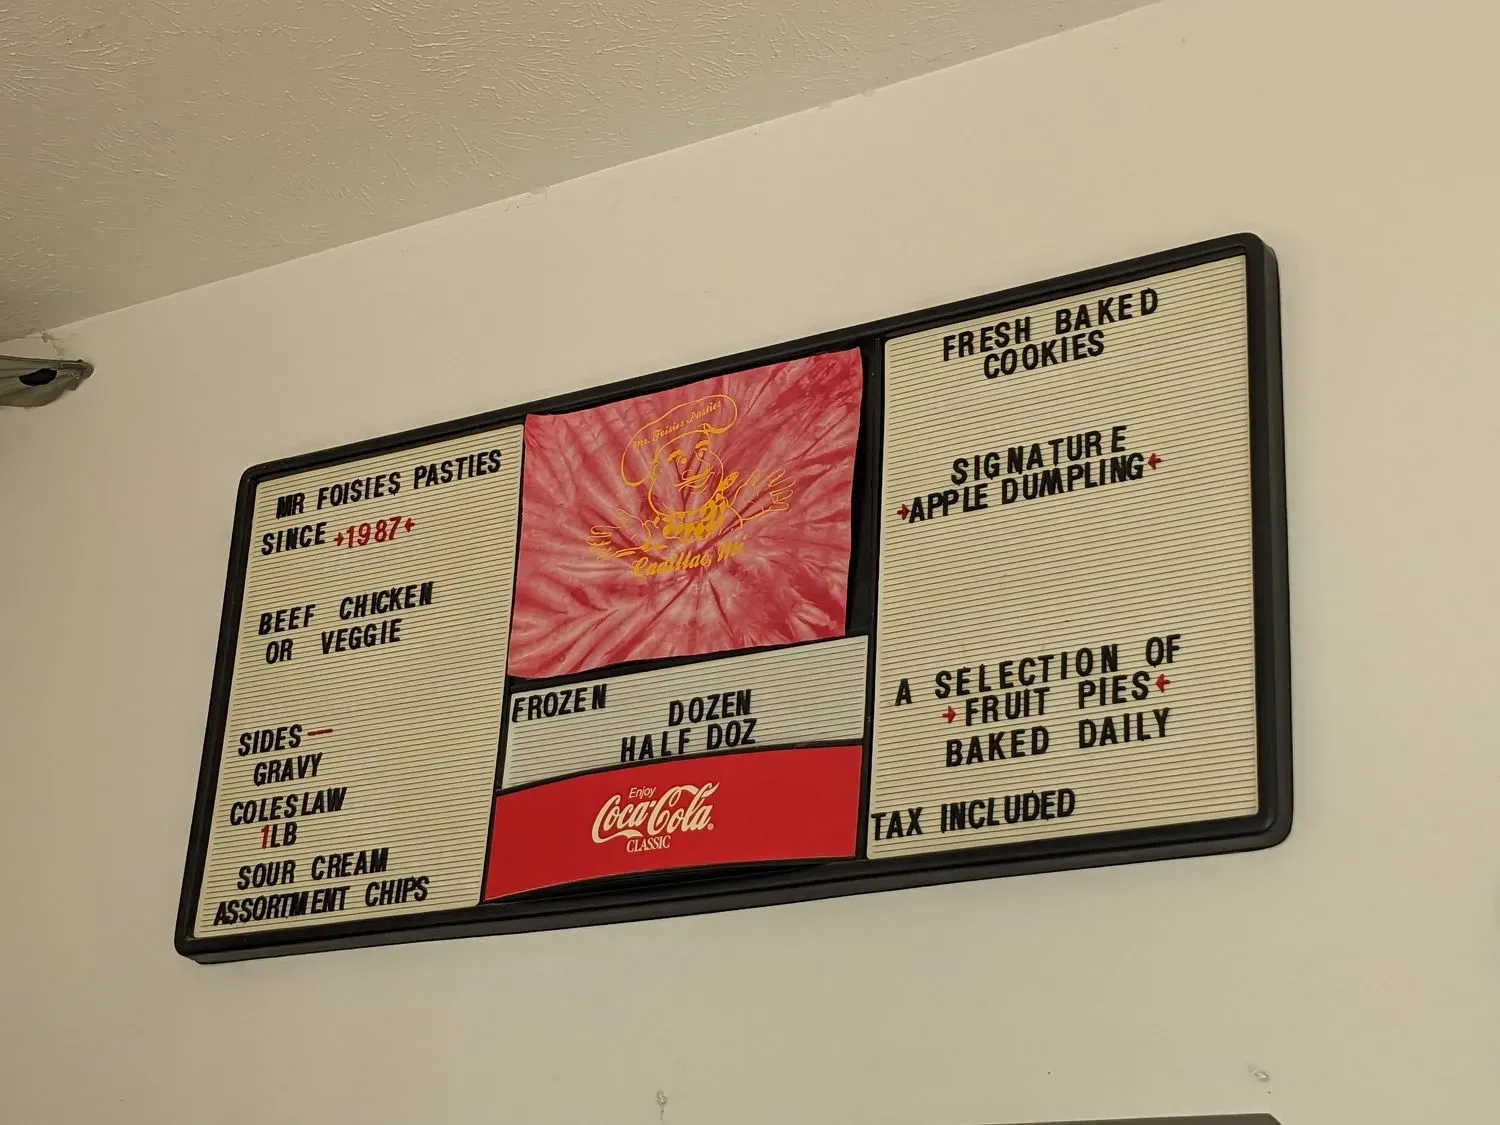 MR FOISIES PASTIES
SINCE 1987
BEEF CHICKEN
OR VEGGIE
SIDES—
GRAVY
COLESLAW
1LB
SOUR CREAM
ASSORTMENT CHIPS
Mr. Foisies Pasties
Cadillac, Mi
FROZEN
DOZEN
HALF DOZ
Enjoy
Coca-Cola®
CLASSIC
FRESH BAKED
COOKIES
SIGNATURE
APPLE DUMPLING
A SELECTION OF
FRUIT PIES
BAKED DAILY
TAX INCLUDED